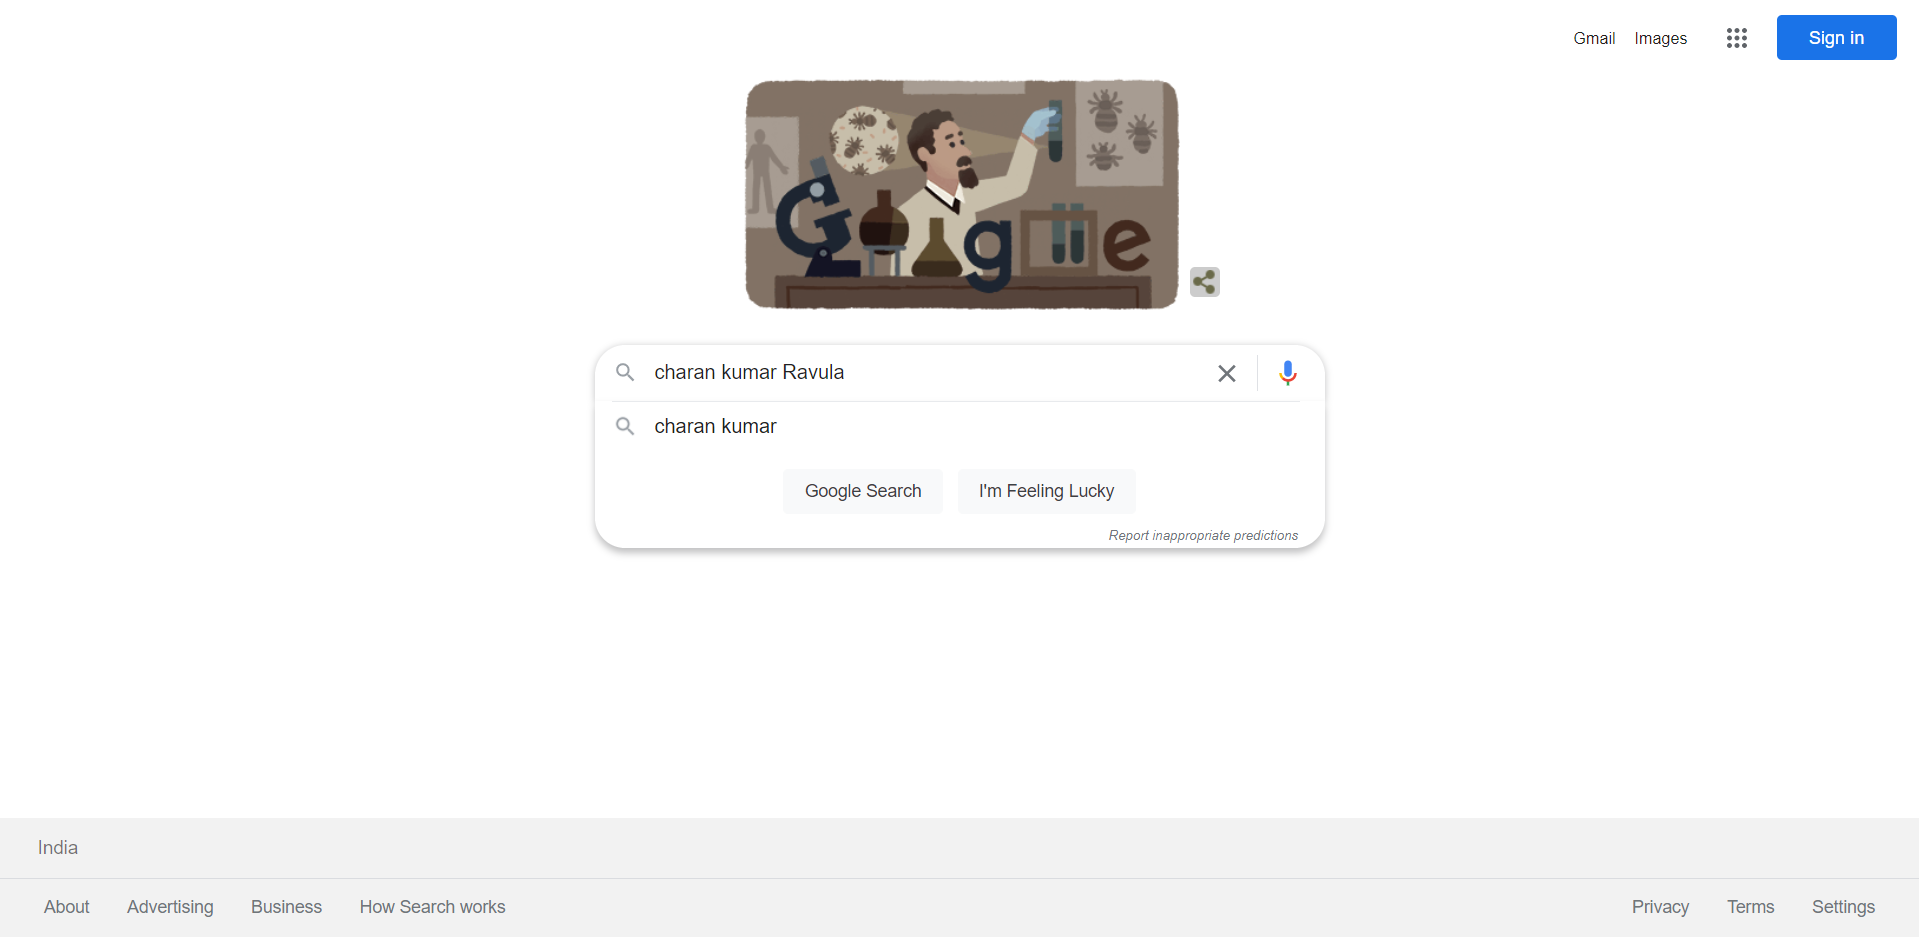 Gmail Images Sign in
Google
charan kumar Ravula
charan kumar
Google Search I'm Feeling Lucky
Report inappropriate predictions
India
About Advertising Business How Search works Privacy Terms Settings